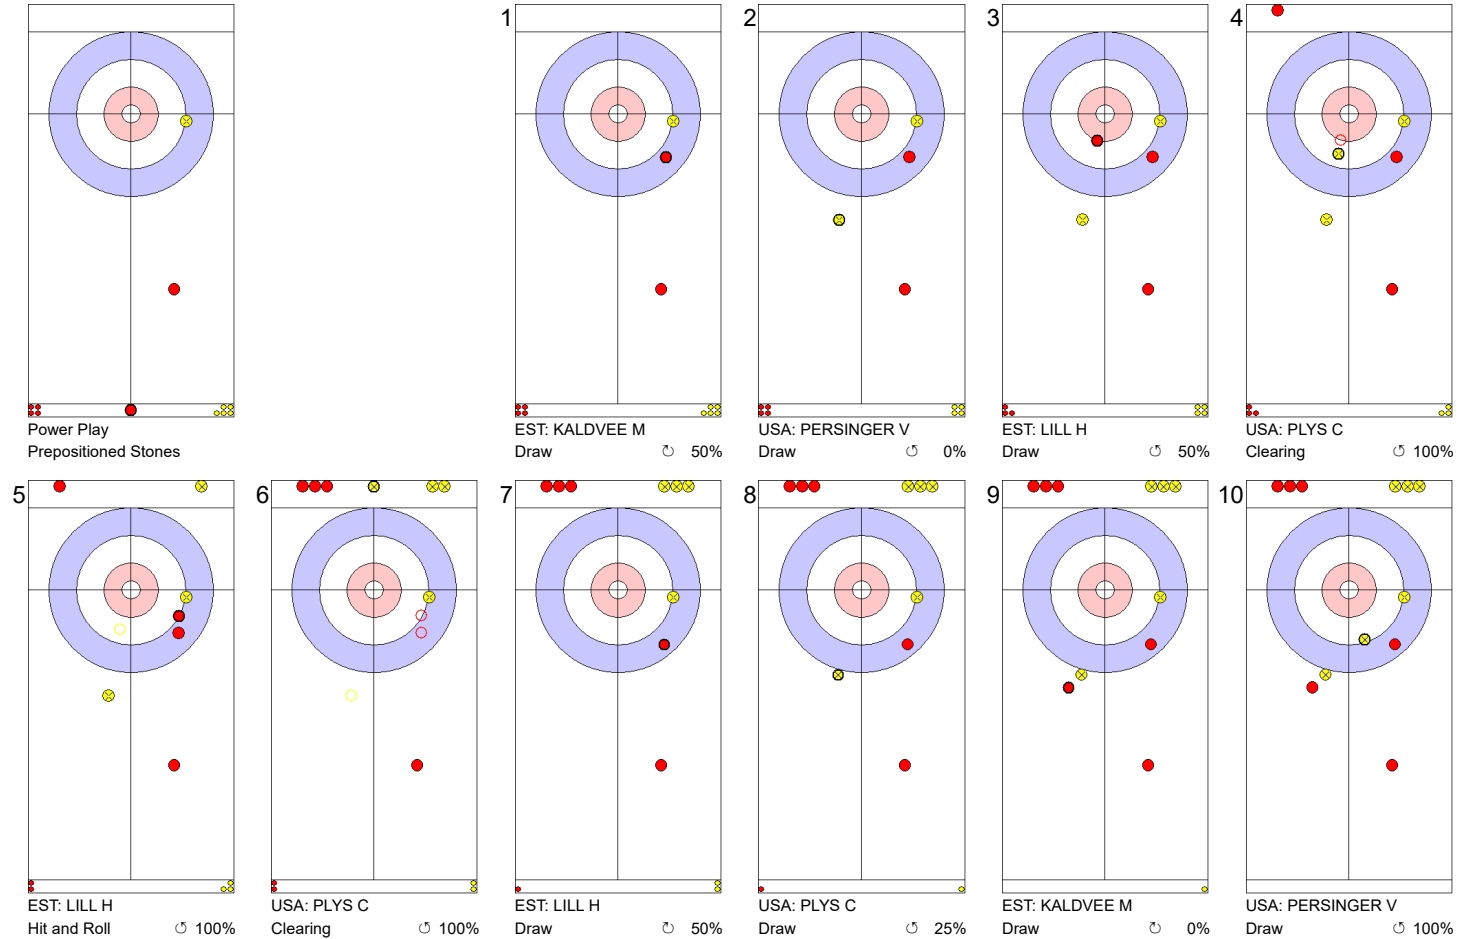 1
2
3
4
Power Play
Prepositioned Stones
EST: KALDVEE M
Draw ↻ 50%
USA: PERSINGER V
Draw ↺ 0%
EST: LILL H
Draw ↺ 50%
USA: PLYS C
Clearing ↺ 100%
5
6
7
8
9
10
EST: LILL H
Hit and Roll ↺ 100%
USA: PLYS C
Clearing ↺ 100%
EST: LILL H
Draw ↻ 50%
USA: PLYS C
Draw ↺ 25%
EST: KALDVEE M
Draw ↺ 0%
USA: PERSINGER V
Draw ↺ 100%